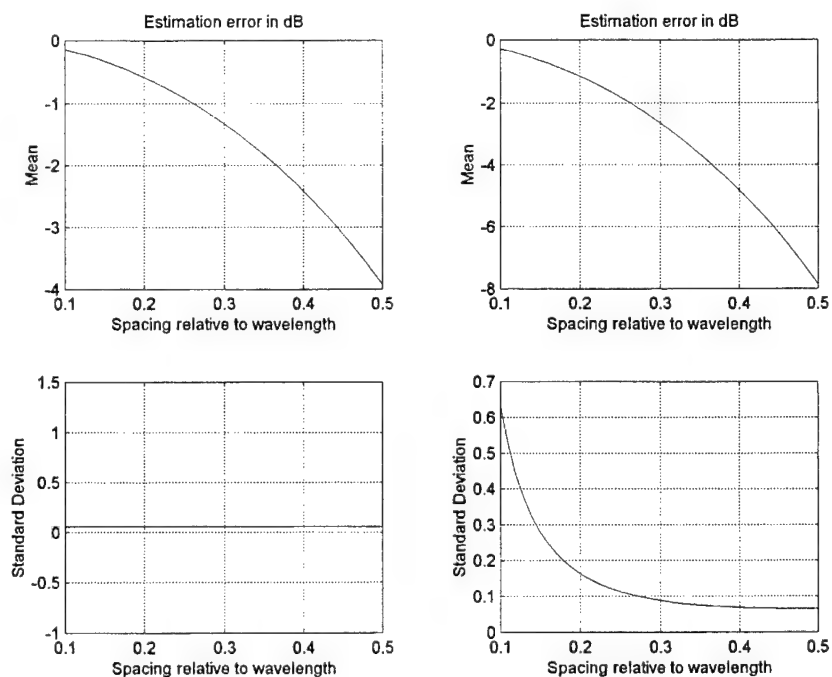 Estimation error in dB
0
-1
-2
-3
-4
Mean
0.1 0.2 0.3 0.4 0.5
Spacing relative to wavelength
Estimation error in dB
0
-2
-4
-6
-8
Mean
0.1 0.2 0.3 0.4 0.5
Spacing relative to wavelength
1.5
1
0.5
0
-0.5
-1
Standard Deviation
0.1 0.2 0.3 0.4 0.5
Spacing relative to wavelength
0.7
0.6
0.5
0.4
0.3
0.2
0.1
0
Standard Deviation
0.1 0.2 0.3 0.4 0.5
Spacing relative to wavelength